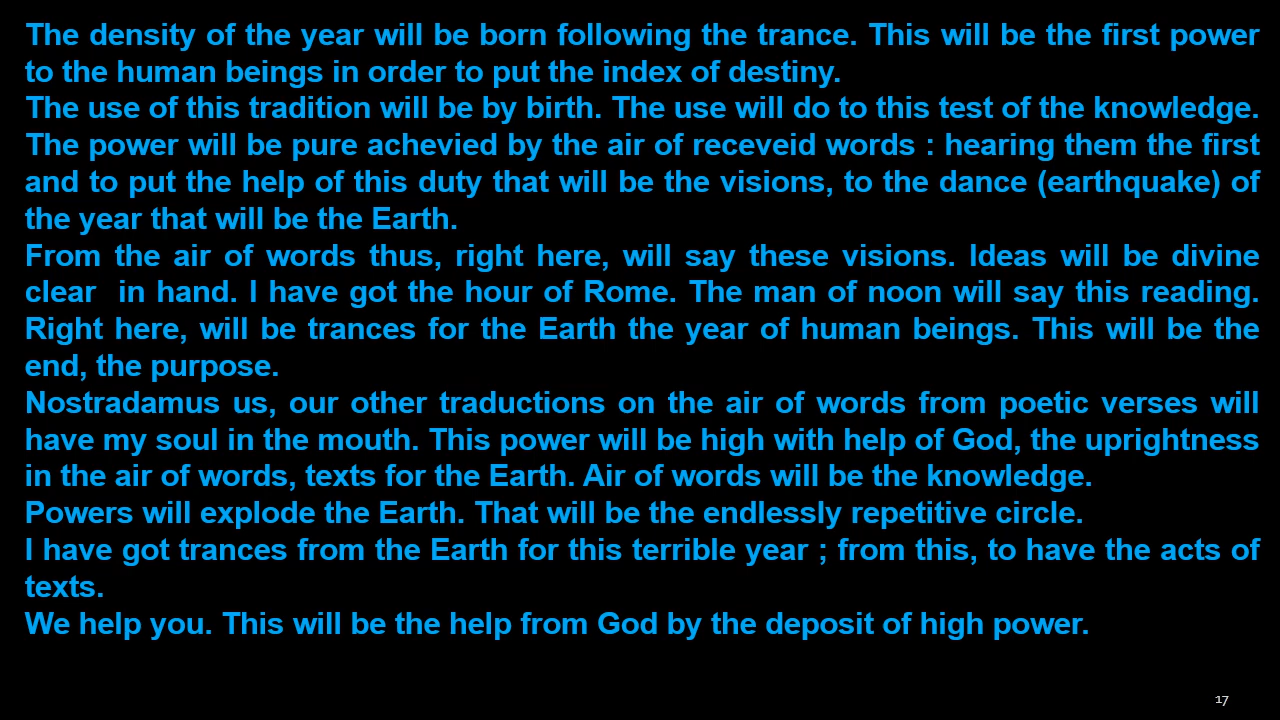 The density of the year will be born following the trance. This will be the first power
to the human beings in order to put the index of destiny.
The use of this tradition will be by birth. The use will do to this test of the knowledge.
The power will be pure achevied by the air of receveid words : hearing them the first
and to put the help of this duty that will be the visions, to the dance (earthquake) of
the year that will be the Earth.
From the air of words thus, right here, will say these visions. Ideas will be divine
clear  in hand. I have got the hour of Rome. The man of noon will say this reading.
Right here, will be trances for the Earth the year of human beings. This will be the
end, the purpose.
Nostradamus us, our other traductions on the air of words from poetic verses will
have my soul in the mouth. This power will be high with help of God, the uprightness
in the air of words, texts for the Earth. Air of words will be the knowledge.
Powers will explode the Earth. That will be the endlessly repetitive circle.
I have got trances from the Earth for this terrible year ; from this, to have the acts of
texts.
We help you. This will be the help from God by the deposit of high power.
17